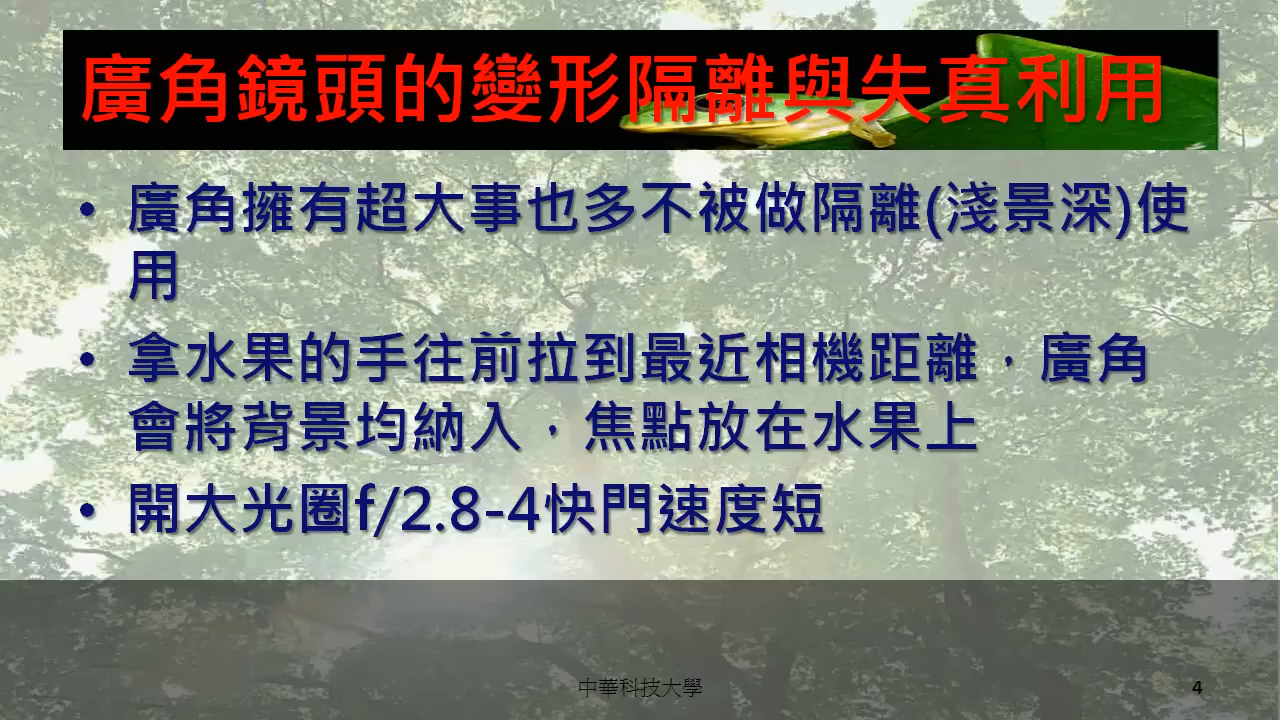 廣角鏡頭的變形隔離與失真利用
• 廣角擁有超大事也多不被做隔離(淺景深)使
用
• 拿水果的手往前拉到最近相機距離，廣角
會將背景均納入，焦點放在水果上
• 開大光圈f/2.8-4快門速度短
中華科技大學
4